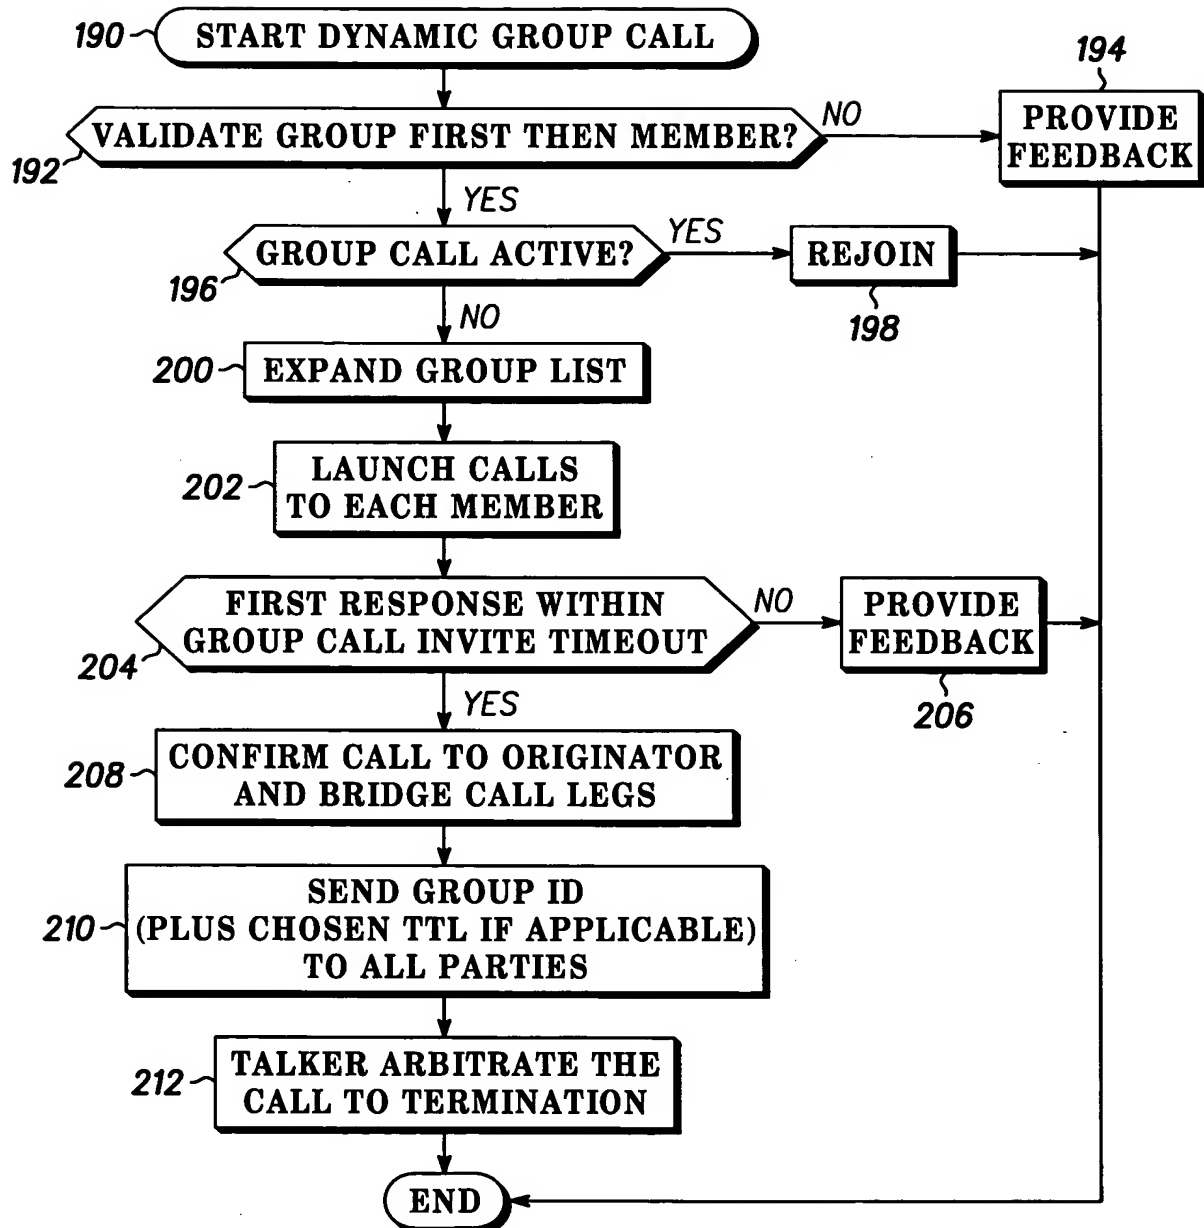 190
START DYNAMIC GROUP CALL
194
VALIDATE GROUP FIRST THEN MEMBER?
NO
PROVIDE
FEEDBACK
192
YES
GROUP CALL ACTIVE?
YES
REJOIN
196
198
NO
200
EXPAND GROUP LIST
202
LAUNCH CALLS
TO EACH MEMBER
FIRST RESPONSE WITHIN
GROUP CALL INVITE TIMEOUT
NO
PROVIDE
FEEDBACK
204
206
YES
208
CONFIRM CALL TO ORIGINATOR
AND BRIDGE CALL LEGS
210
SEND GROUP ID
(PLUS CHOSEN TTL IF APPLICABLE)
TO ALL PARTIES
212
TALKER ARBITRATE THE
CALL TO TERMINATION
END